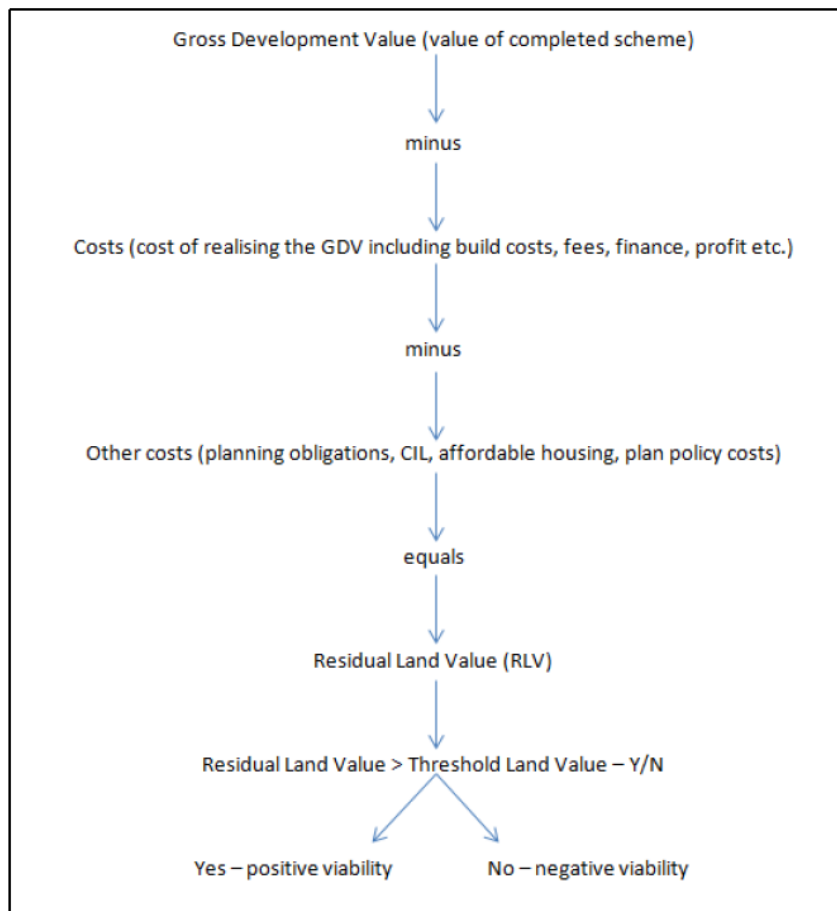 Gross Development Value (value of completed scheme)
minus
Costs (cost of realising the GDV including build costs, fees, finance, profit etc.)
minus
Other costs (planning obligations, CIL, affordable housing, plan policy costs)
equals
Residual Land Value (RLV)
Residual Land Value > Threshold Land Value – Y/N
Yes – positive viability
No – negative viability